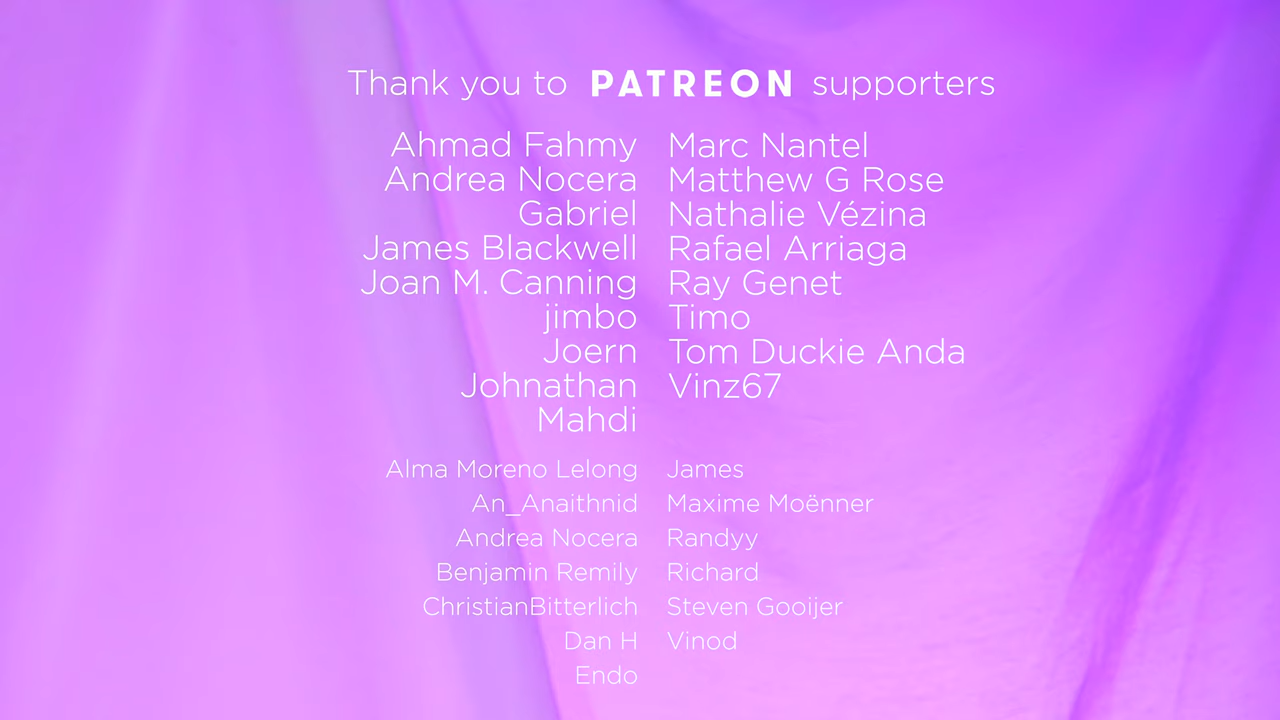 Thank you to PATREON supporters
Ahmad Fahmy
Andrea Nocera
Gabriel
James Blackwell
Joan M. Canning
jimbo
Joern
Johnathan
Mahdi
Marc Nantel
Matthew G Rose
Nathalie Vézina
Rafael Arriaga
Ray Genet
Timo
Tom Duckie Anda
Vinz67
Alma Moreno Lelong
An_Anaithnid
Andrea Nocera
Benjamin Remily
ChristianBitterlich
Dan H
Endo
James
Maxime Moënner
Randyy
Richard
Steven Gooijer
Vinod